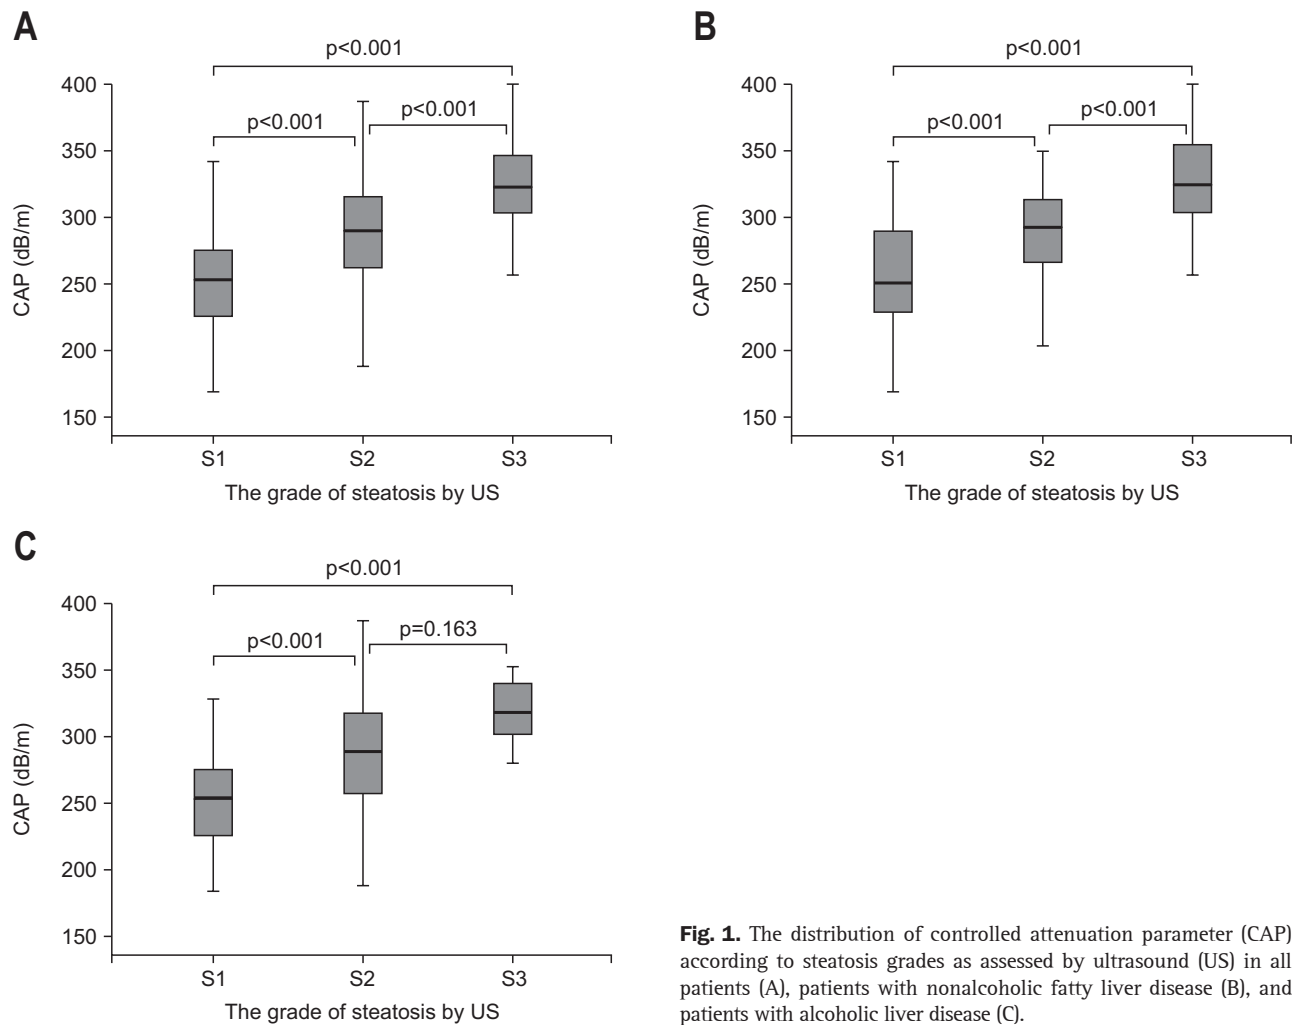 A
p<0.001
p<0.001
p<0.001
400
350
300
250
200
150
CAP (dB/m)
S1 S2 S3
The grade of steatosis by US
B
p<0.001
p<0.001
p<0.001
400
350
300
250
200
150
CAP (dB/m)
S1 S2 S3
The grade of steatosis by US
C
p<0.001
p<0.001
p=0.163
400
350
300
250
200
150
CAP (dB/m)
S1 S2 S3
The grade of steatosis by US
Fig. 1. The distribution of controlled attenuation parameter (CAP)
according to steatosis grades as assessed by ultrasound (US) in all
patients (A), patients with nonalcoholic fatty liver disease (B), and
patients with alcoholic liver disease (C).